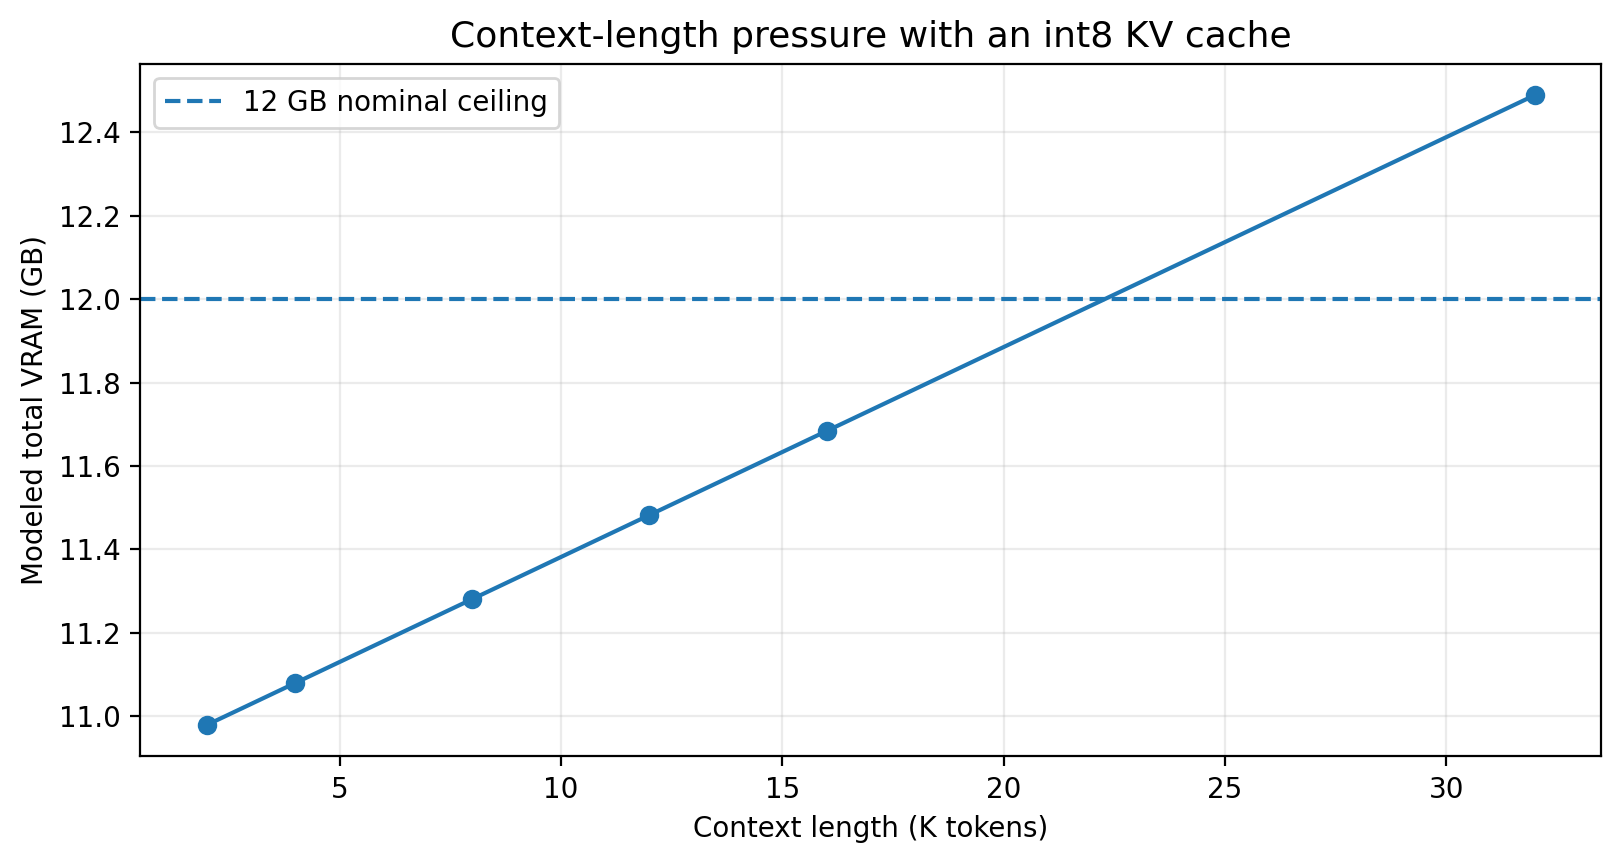 Context-length pressure with an int8 KV cache
12 GB nominal ceiling
Modeled total VRAM (GB)
12.4
12.2
12.0
11.8
11.6
11.4
11.2
11.0
5 10 15 20 25 30
Context length (K tokens)